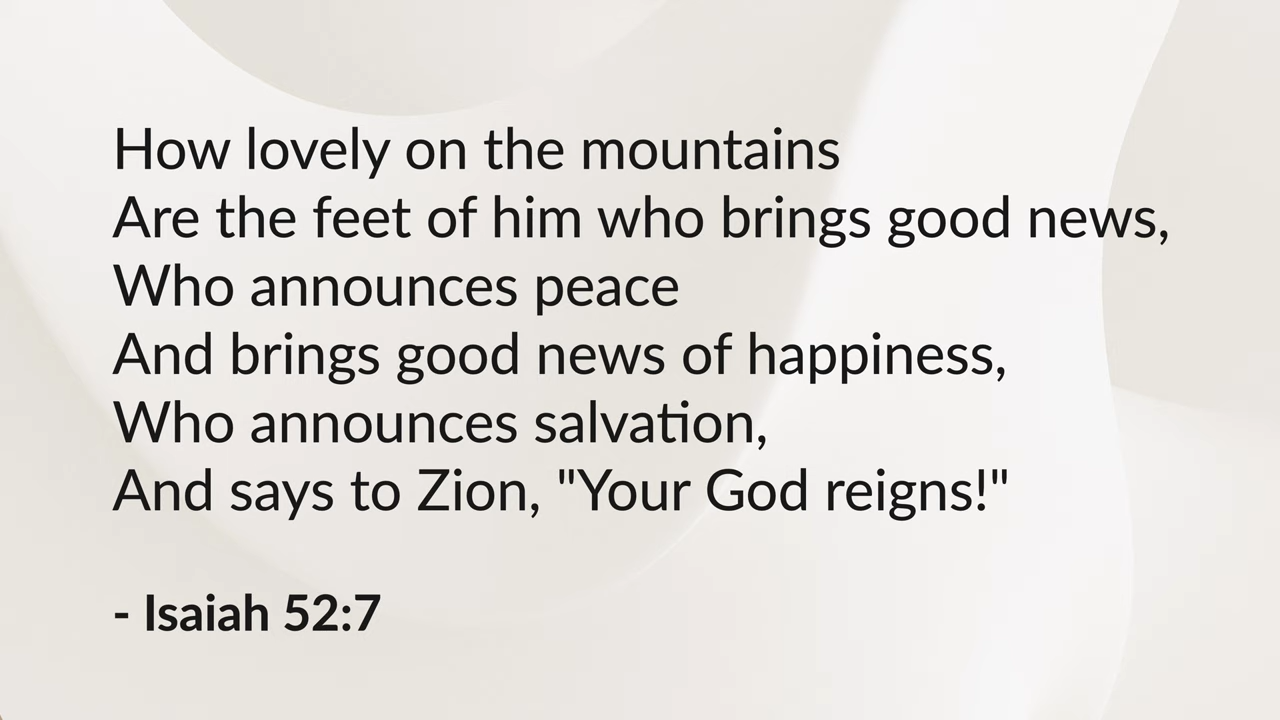 How lovely on the mountains
Are the feet of him who brings good news,
Who announces peace
And brings good news of happiness,
Who announces salvation,
And says to Zion, "Your God reigns!"
- Isaiah 52:7